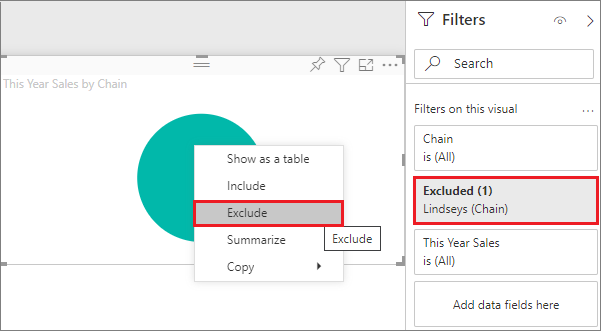 Filters
Search
This Year Sales by Chain
Filters on this visual
Chain
is (All)
Show as a table
Include
Exclude
Summarize
Copy
Exclude
Excluded (1)
Lindseys (Chain)
This Year Sales
is (All)
Add data fields here